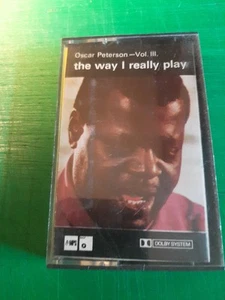 Oscar Peterson–Vol. III.
the way I really play
DOLBY SYSTEM